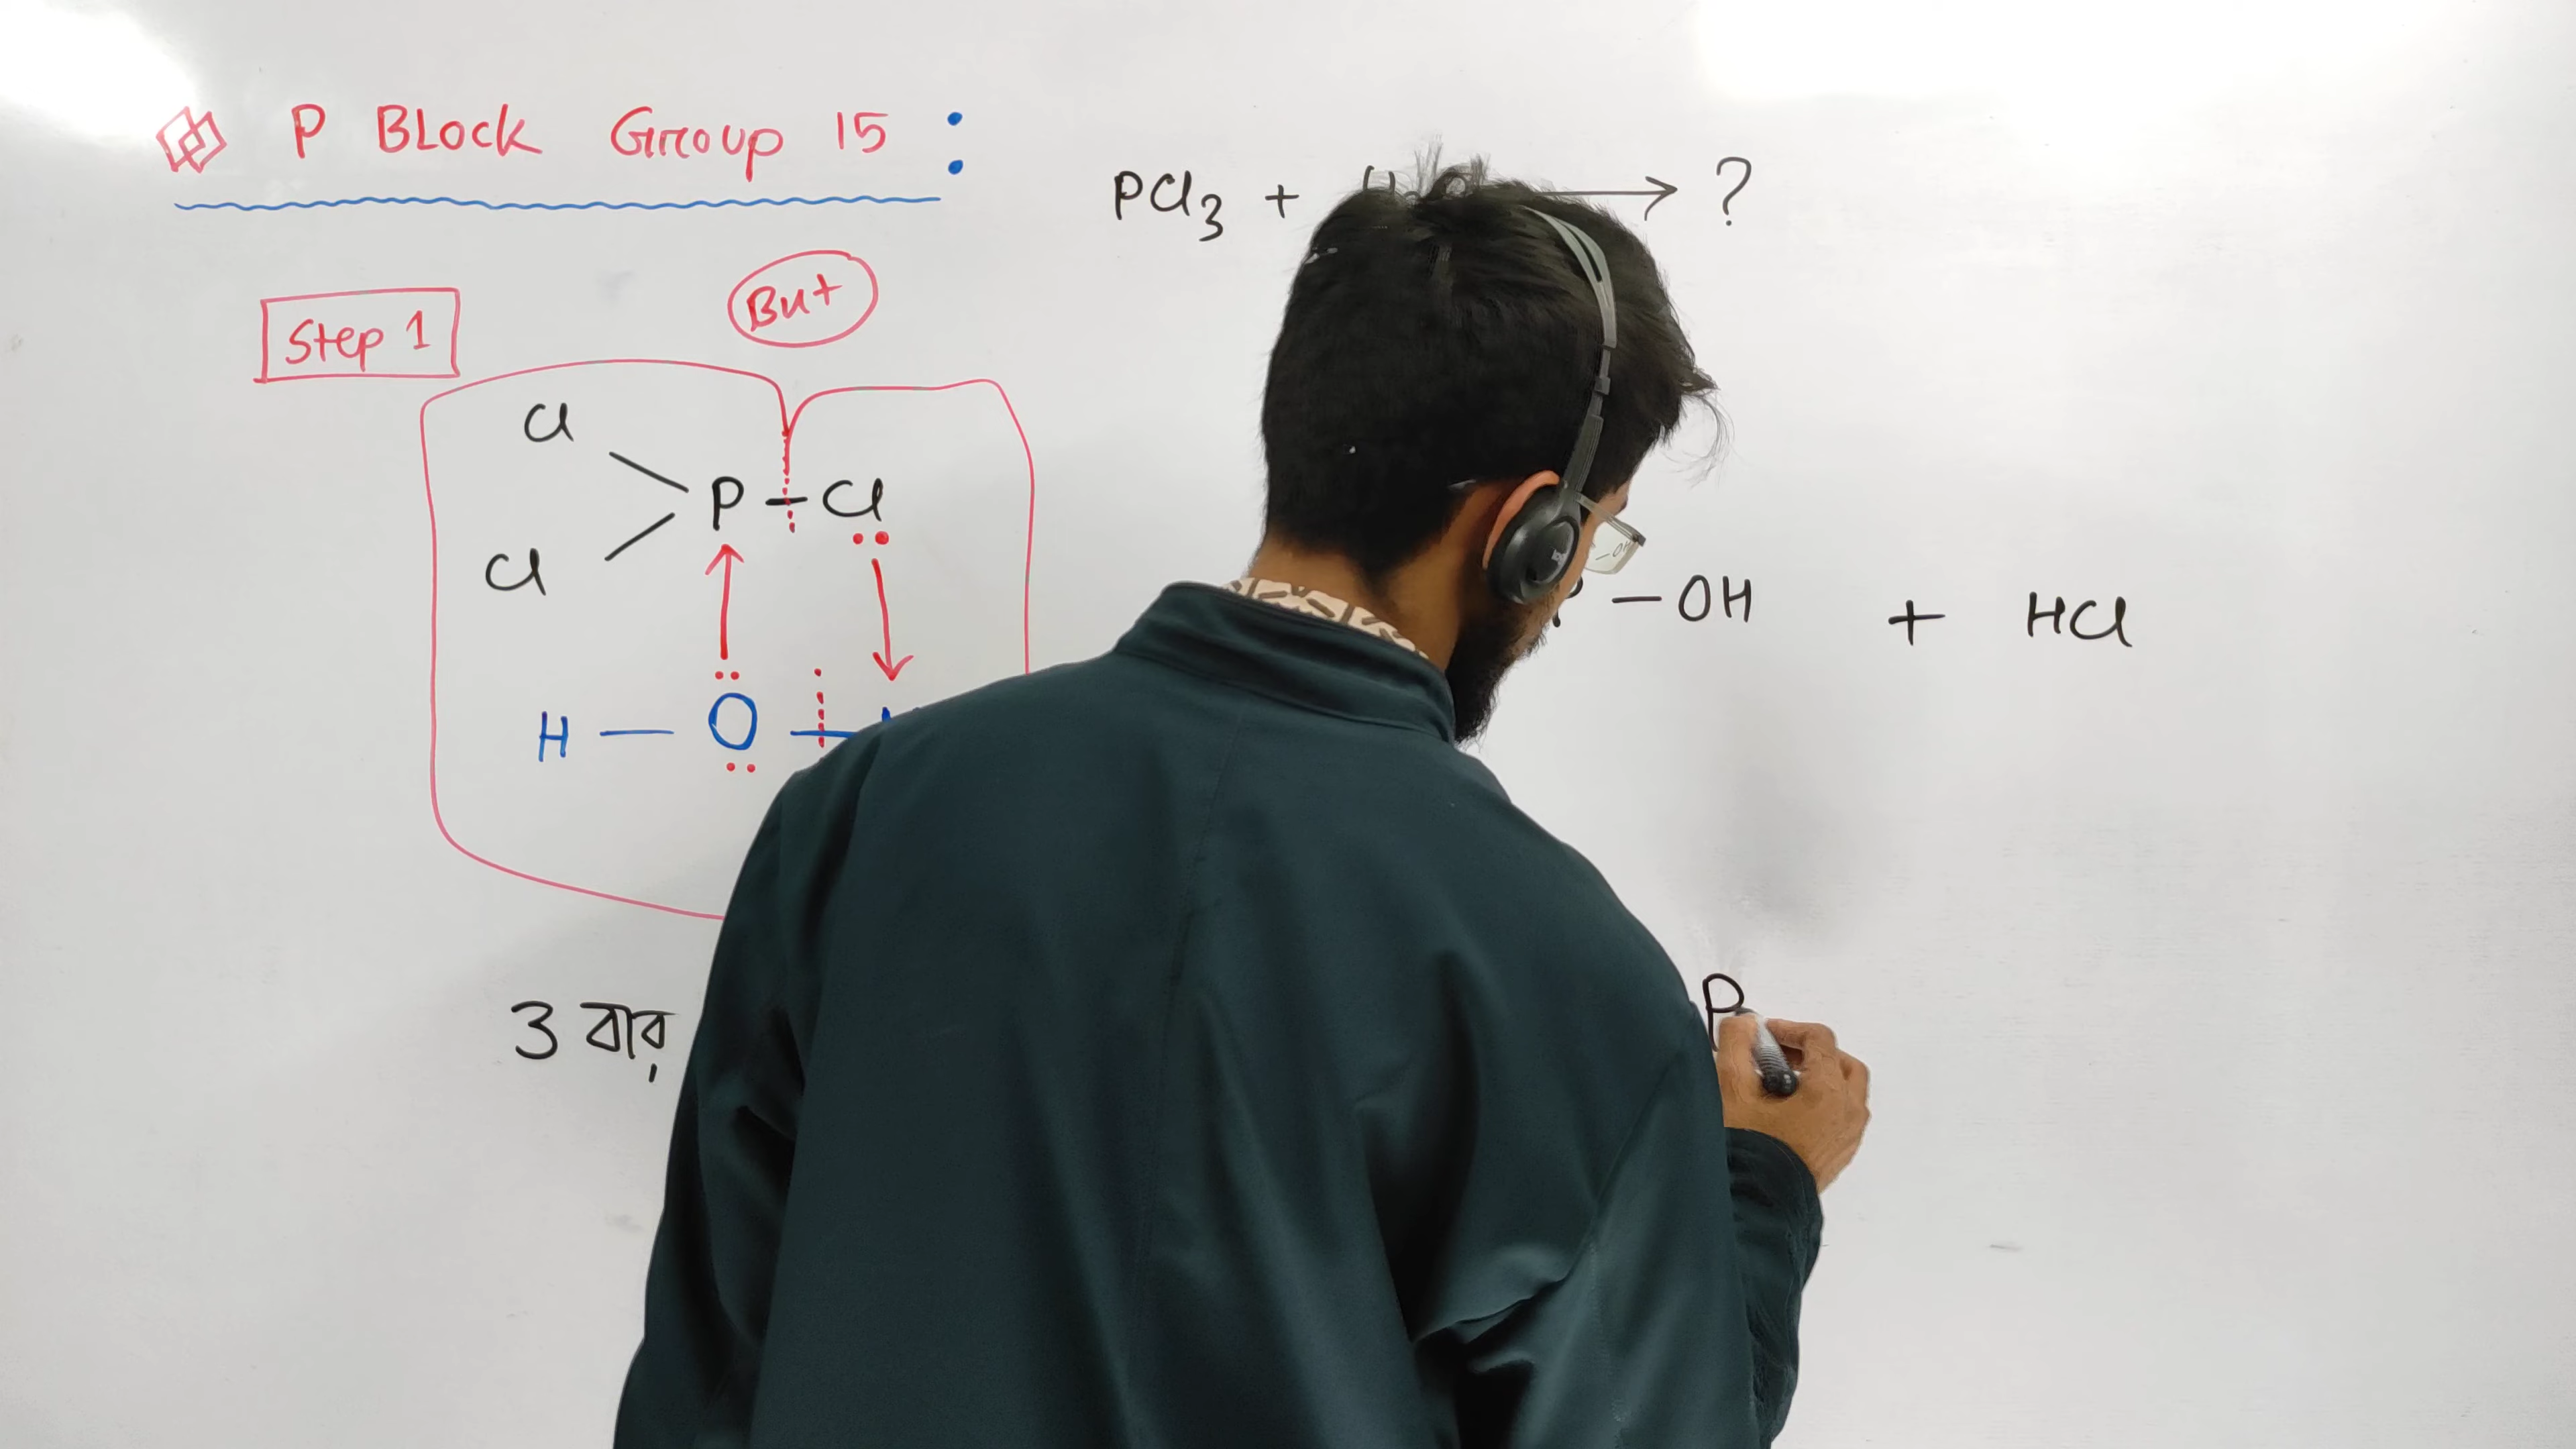 P BLock Group 15 :
PCl3 + → ?
Step 1
But
Cl
P - Cl
Cl
— OH + HCl
H — O —
3 বার
P